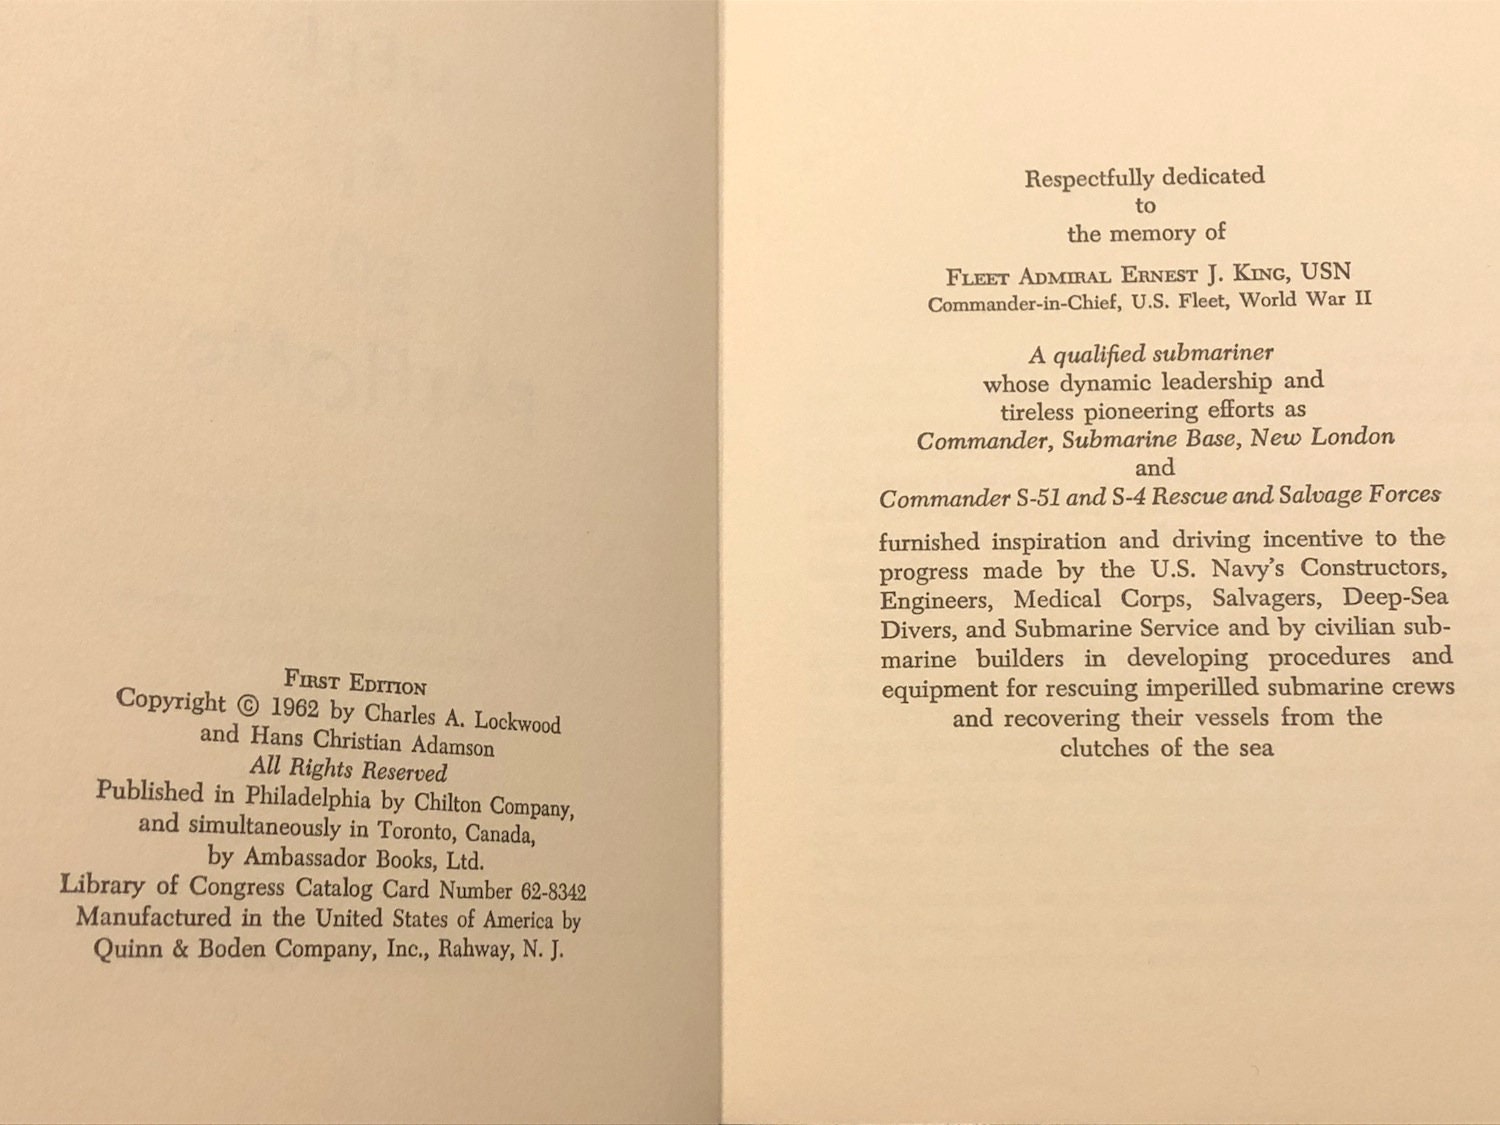 First Edition
Copyright © 1962 by Charles A. Lockwood
and Hans Christian Adamson
All Rights Reserved
Published in Philadelphia by Chilton Company,
and simultaneously in Toronto, Canada,
by Ambassador Books, Ltd.
Library of Congress Catalog Card Number 62-8342
Manufactured in the United States of America by
Quinn & Boden Company, Inc., Rahway, N. J.
Respectfully dedicated
to
the memory of
Fleet Admiral Ernest J. King, USN
Commander-in-Chief, U.S. Fleet, World War II
A qualified submariner
whose dynamic leadership and
tireless pioneering efforts as
Commander, Submarine Base, New London
and
Commander S-51 and S-4 Rescue and Salvage Forces
furnished inspiration and driving incentive to the
progress made by the U.S. Navy's Constructors,
Engineers, Medical Corps, Salvagers, Deep-Sea
Divers, and Submarine Service and by civilian sub-
marine builders in developing procedures and
equipment for rescuing imperilled submarine crews
and recovering their vessels from the
clutches of the sea